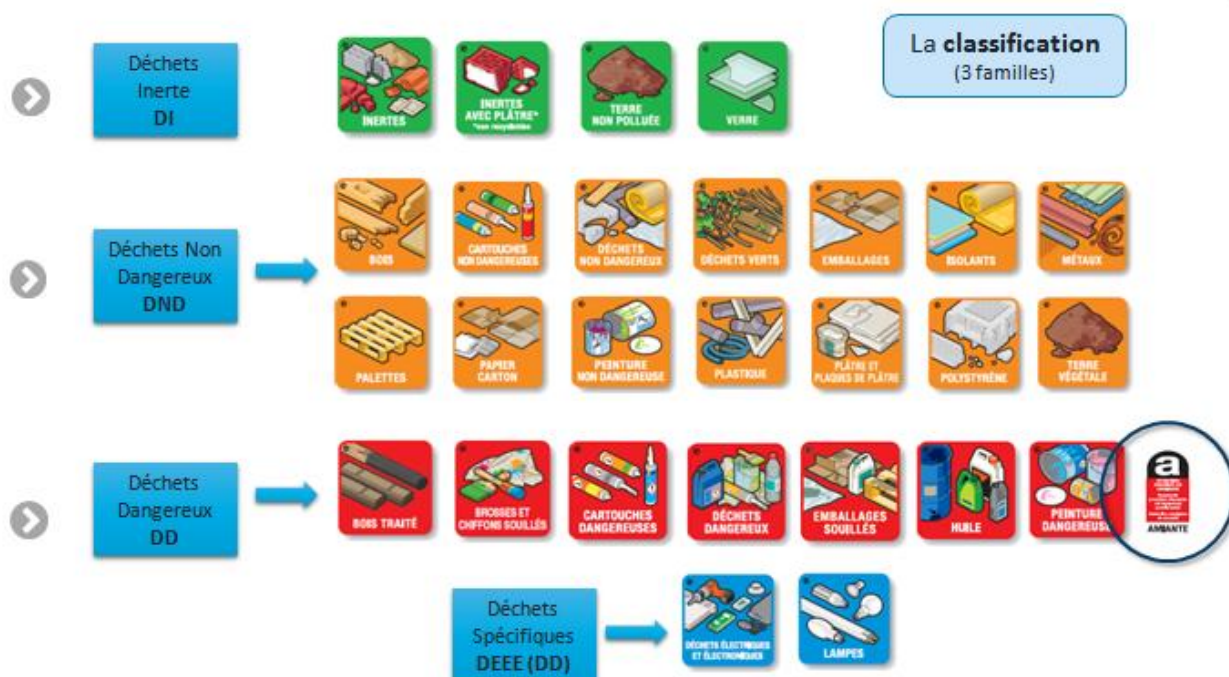 La classification
(3 familles)
Déchets
Inerte
DI
INERTES
INERTES
AVEC PLÂTRE*
*non recyclables
TERRE
NON POLLUÉE
VERRE
Déchets Non
Dangereux
DND
BOIS
CARTOUCHES
NON DANGEREUSES
DÉCHETS
NON DANGEREUX
DÉCHETS VERTS
EMBALLAGES
ISOLANTS
MÉTAUX
PALETTES
PAPIER
CARTON
PEINTURE
NON DANGEREUSE
PLASTIQUE
PLÂTRE ET
PLAQUES DE PLÂTRE
POLYSTYRÈNE
TERRE
VÉGÉTALE
Déchets
Dangereux
DD
BOIS TRAITÉ
BROSSES ET
CHIFFONS SOUILLÉS
CARTOUCHES
DANGEREUSES
DÉCHETS
DANGEREUX
EMBALLAGES
SOUILLÉS
HUILE
PEINTURE
DANGEREUSE
a
AMIANTE
Déchets
Spécifiques
DEEE (DD)
DÉCHETS ÉLECTRIQUES
ET ÉLECTRONIQUES
LAMPES